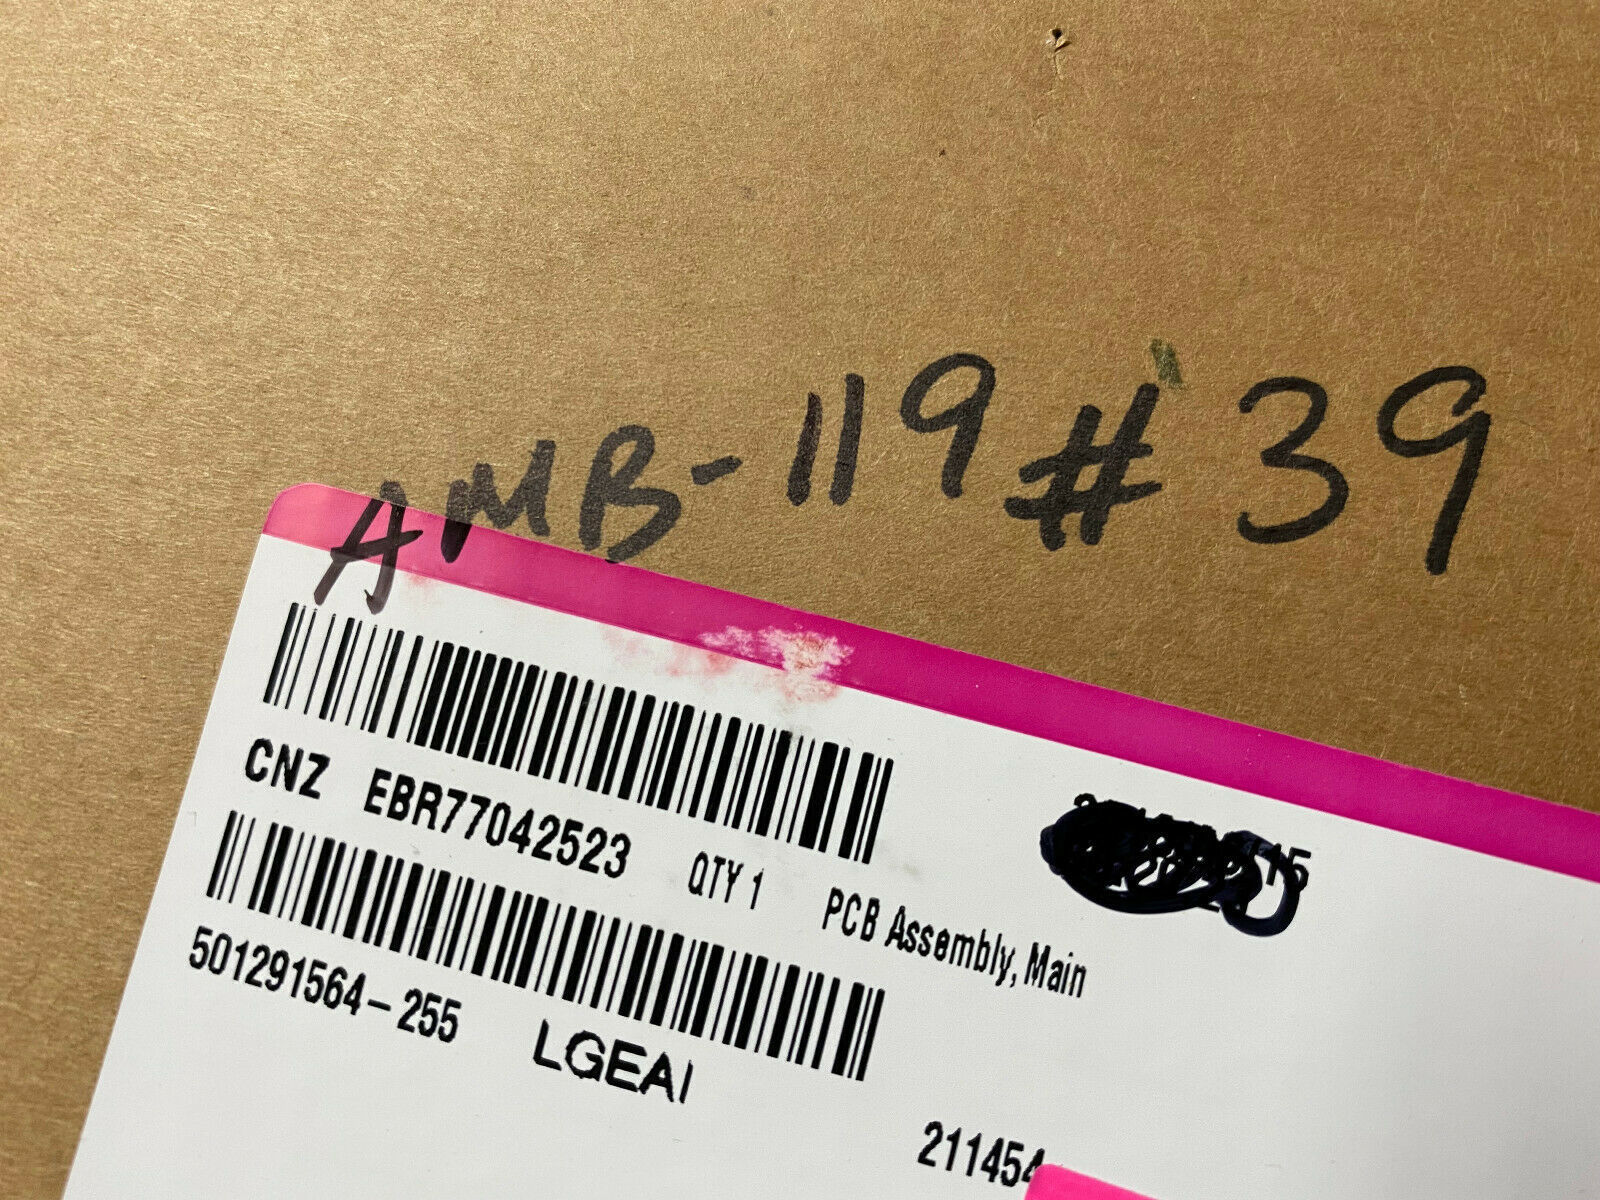 AMB-119 # 39
CNZ EBR77042523 QTY 1 PCB Assembly, Main
501291564-255 LGEAI
211454